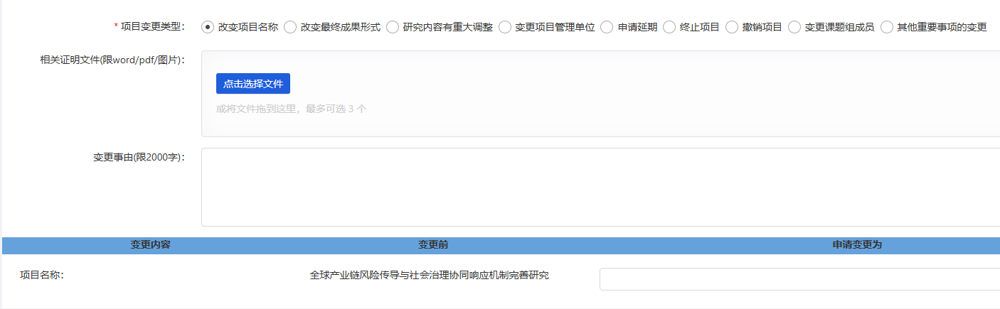 * 项目变更类型： 改变项目名称 改变最终成果形式 研究内容有重大调整 变更项目管理单位 申请延期 终止项目 撤销项目 变更课题组成员 其他重要事项的变更
相关证明文件(限word/pdf/图片)：
点击选择文件
或将文件拖到这里，最多可选 3 个
变更事由(限2000字)：
变更内容 变更前 申请变更为
项目名称： 全球产业链风险传导与社会治理协同响应机制完善研究